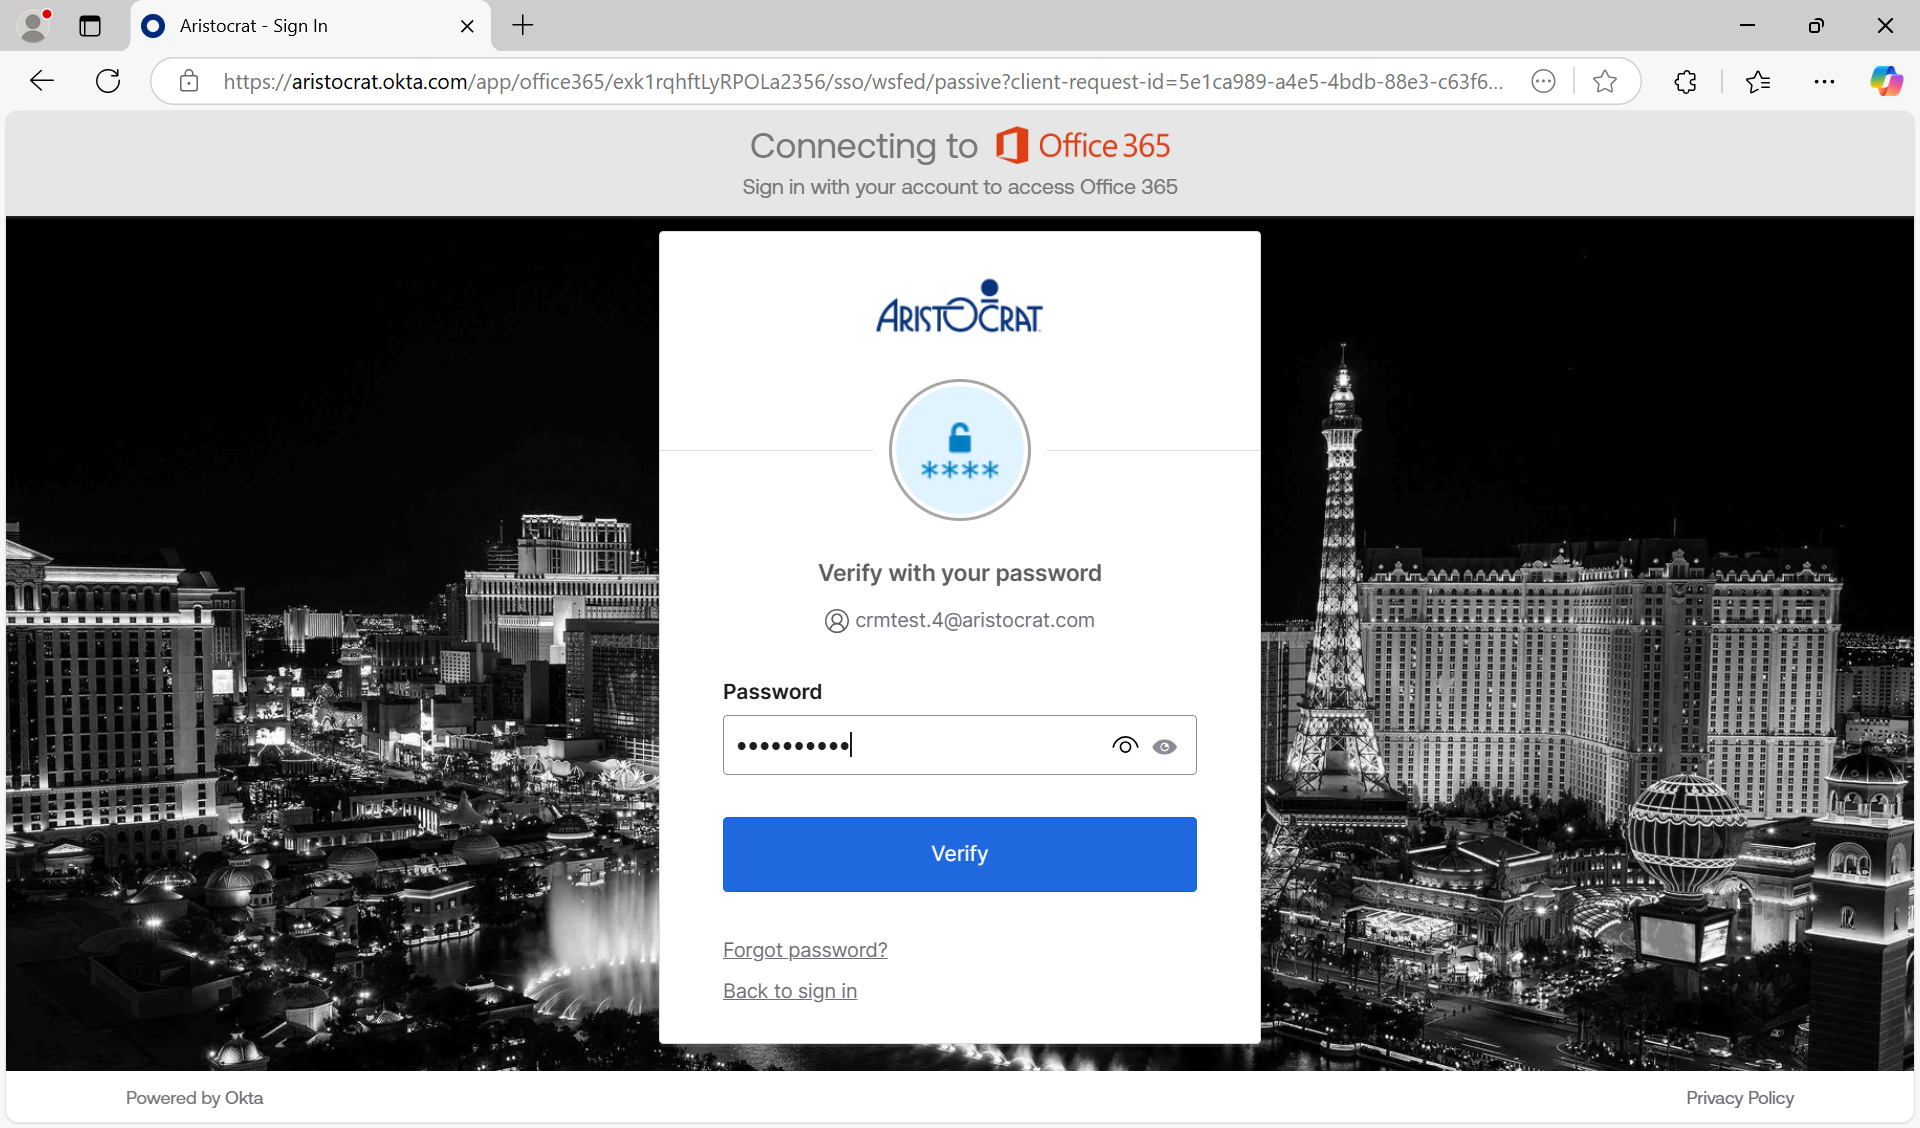 Aristocrat - Sign In
https://aristocrat.okta.com/app/office365/exk1rqhftLyRPOLa2356/sso/wsfed/passive?client-request-id=5e1ca989-a4e5-4bdb-88e3-c63f6...
Connecting to Office 365
Sign in with your account to access Office 365
ARISTOCRAT
****
Verify with your password
crmtest.4@aristocrat.com
Password
••••••••••
Verify
Forgot password?
Back to sign in
Powered by Okta
Privacy Policy